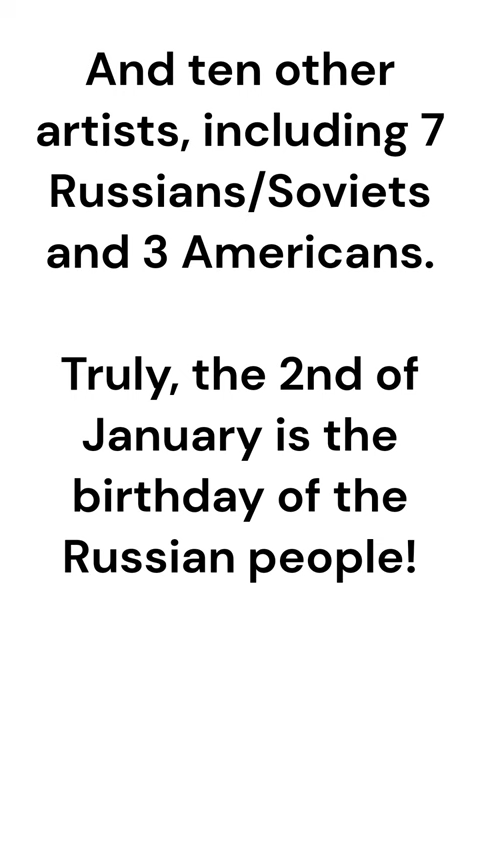 And ten other
artists, including 7
Russians/Soviets
and 3 Americans.
Truly, the 2nd of
January is the
birthday of the
Russian people!